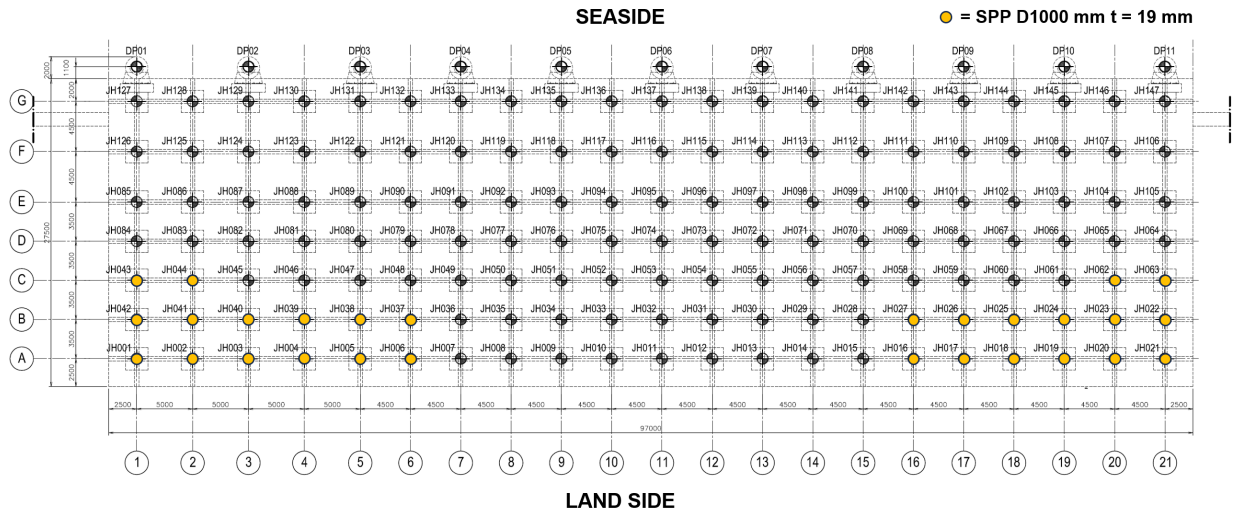 SEASIDE
= SPP D1000 mm t = 19 mm
DP01 DP02 DP03 DP04 DP05 DP06 DP07 DP08 DP09 DP10 DP11
2000
1100
2000
G
JH127 JH128 JH129 JH130 JH131 JH132 JH133 JH134 JH135 JH136 JH137 JH138 JH139 JH140 JH141 JH142 JH143 JH144 JH145 JH146 JH147
4500
F
JH126 JH125 JH124 JH123 JH122 JH121 JH120 JH119 JH118 JH117 JH116 JH115 JH114 JH113 JH112 JH111 JH110 JH109 JH108 JH107 JH106
4500
E
JH085 JH086 JH087 JH088 JH089 JH090 JH091 JH092 JH093 JH094 JH095 JH096 JH097 JH098 JH099 JH100 JH101 JH102 JH103 JH104 JH105
27500
3500
D
JH084 JH083 JH082 JH081 JH080 JH079 JH078 JH077 JH076 JH075 JH074 JH073 JH072 JH071 JH070 JH069 JH068 JH067 JH066 JH065 JH064
3500
C
JH043 JH044 JH045 JH046 JH047 JH048 JH049 JH050 JH051 JH052 JH053 JH054 JH055 JH056 JH057 JH058 JH059 JH060 JH061 JH062 JH063
3500
B
JH042 JH041 JH040 JH039 JH038 JH037 JH036 JH035 JH034 JH033 JH032 JH031 JH030 JH029 JH028 JH027 JH026 JH025 JH024 JH023 JH022
3500
A
JH001 JH002 JH003 JH004 JH005 JH006 JH007 JH008 JH009 JH010 JH011 JH012 JH013 JH014 JH015 JH016 JH017 JH018 JH019 JH020 JH021
2500
2500 5000 5000 5000 5000 4500 4500 4500 4500 4500 4500 4500 4500 4500 4500 4500 4500 4500 4500 4500 4500 2500
97000
1 2 3 4 5 6 7 8 9 10 11 12 13 14 15 16 17 18 19 20 21
LAND SIDE